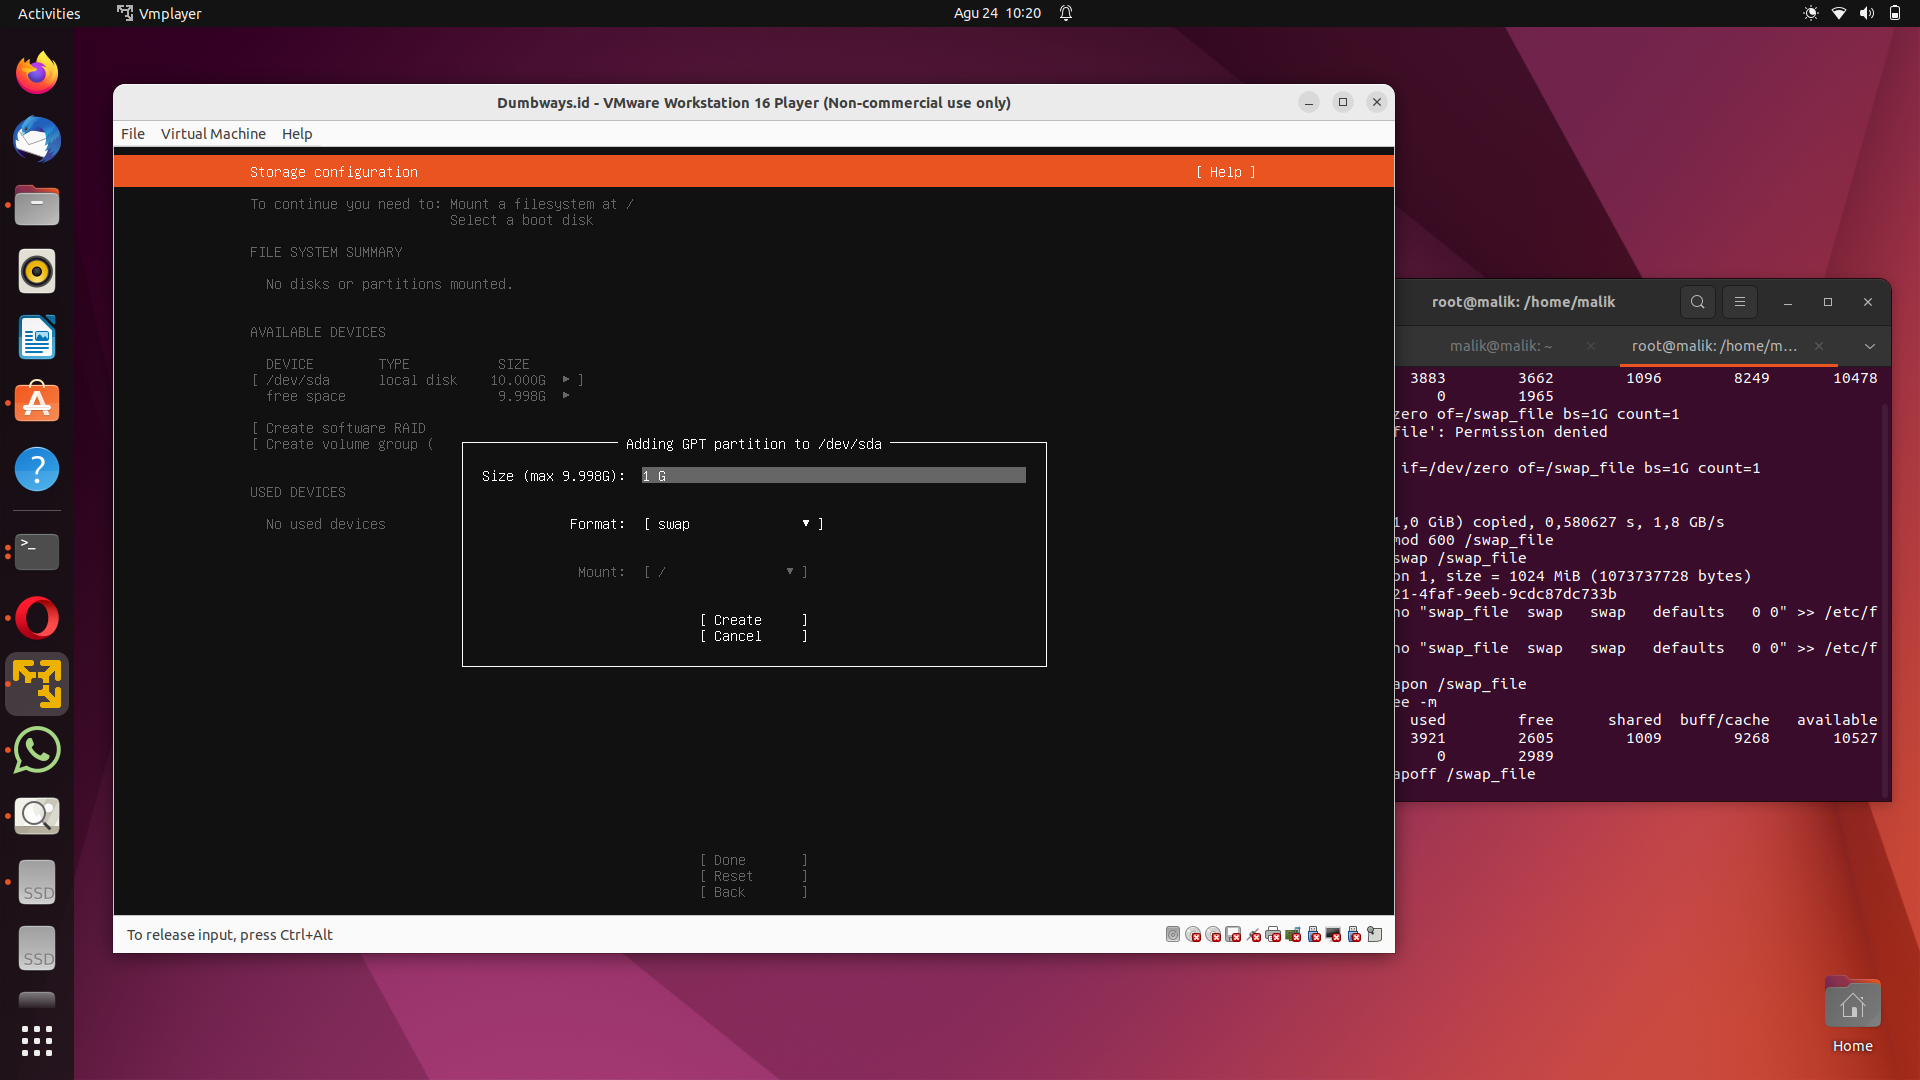 Activities Vmplayer Agu 24 10:20
Dumbways.id - VMware Workstation 16 Player (Non-commercial use only)
File Virtual Machine Help
Storage configuration [ Help ]
To continue you need to: Mount a filesystem at /
Select a boot disk
FILE SYSTEM SUMMARY
No disks or partitions mounted.
AVAILABLE DEVICES
DEVICE TYPE SIZE
[ /dev/sda local disk 10.000G ▸ ]
free space 9.998G ▸
[ Create software RAID
[ Create volume group (
USED DEVICES
No used devices
Adding GPT partition to /dev/sda
Size (max 9.998G): 1 G
Format: [ swap ▾ ]
Mount: [ / ▾ ]
[ Create ]
[ Cancel ]
[ Done ]
[ Reset ]
[ Back ]
To release input, press Ctrl+Alt
root@malik: /home/malik
malik@malik: ~ root@malik: /home/m...
3883 3662 1096 8249 10478
0 1965
zero of=/swap_file bs=1G count=1
file': Permission denied
if=/dev/zero of=/swap_file bs=1G count=1
1,0 GiB) copied, 0,580627 s, 1,8 GB/s
mod 600 /swap_file
swap /swap_file
on 1, size = 1024 MiB (1073737728 bytes)
21-4faf-9eeb-9cdc87dc733b
ho "swap_file swap swap defaults 0 0" >> /etc/f
ho "swap_file swap swap defaults 0 0" >> /etc/f
apon /swap_file
ee -m
used free shared buff/cache available
3921 2605 1009 9268 10527
0 2989
apoff /swap_file
SSD
SSD
Home